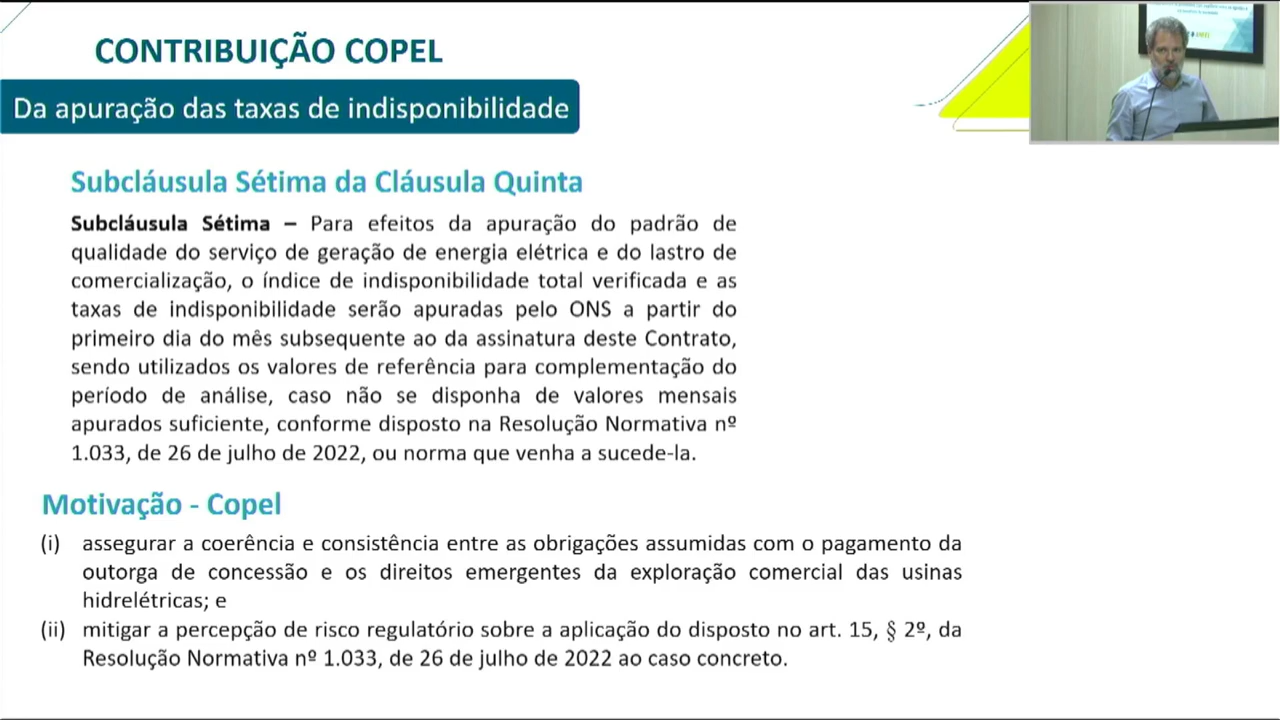 CONTRIBUIÇÃO COPEL
Da apuração das taxas de indisponibilidade
Subcláusula Sétima da Cláusula Quinta
Subcláusula Sétima – Para efeitos da apuração do padrão de
qualidade do serviço de geração de energia elétrica e do lastro de
comercialização, o índice de indisponibilidade total verificada e as
taxas de indisponibilidade serão apuradas pelo ONS a partir do
primeiro dia do mês subsequente ao da assinatura deste Contrato,
sendo utilizados os valores de referência para complementação do
período de análise, caso não se disponha de valores mensais
apurados suficiente, conforme disposto na Resolução Normativa nº
1.033, de 26 de julho de 2022, ou norma que venha a sucede-la.
Motivação - Copel
(i) assegurar a coerência e consistência entre as obrigações assumidas com o pagamento da
outorga de concessão e os direitos emergentes da exploração comercial das usinas
hidrelétricas; e
(ii) mitigar a percepção de risco regulatório sobre a aplicação do disposto no art. 15, § 2º, da
Resolução Normativa nº 1.033, de 26 de julho de 2022 ao caso concreto.